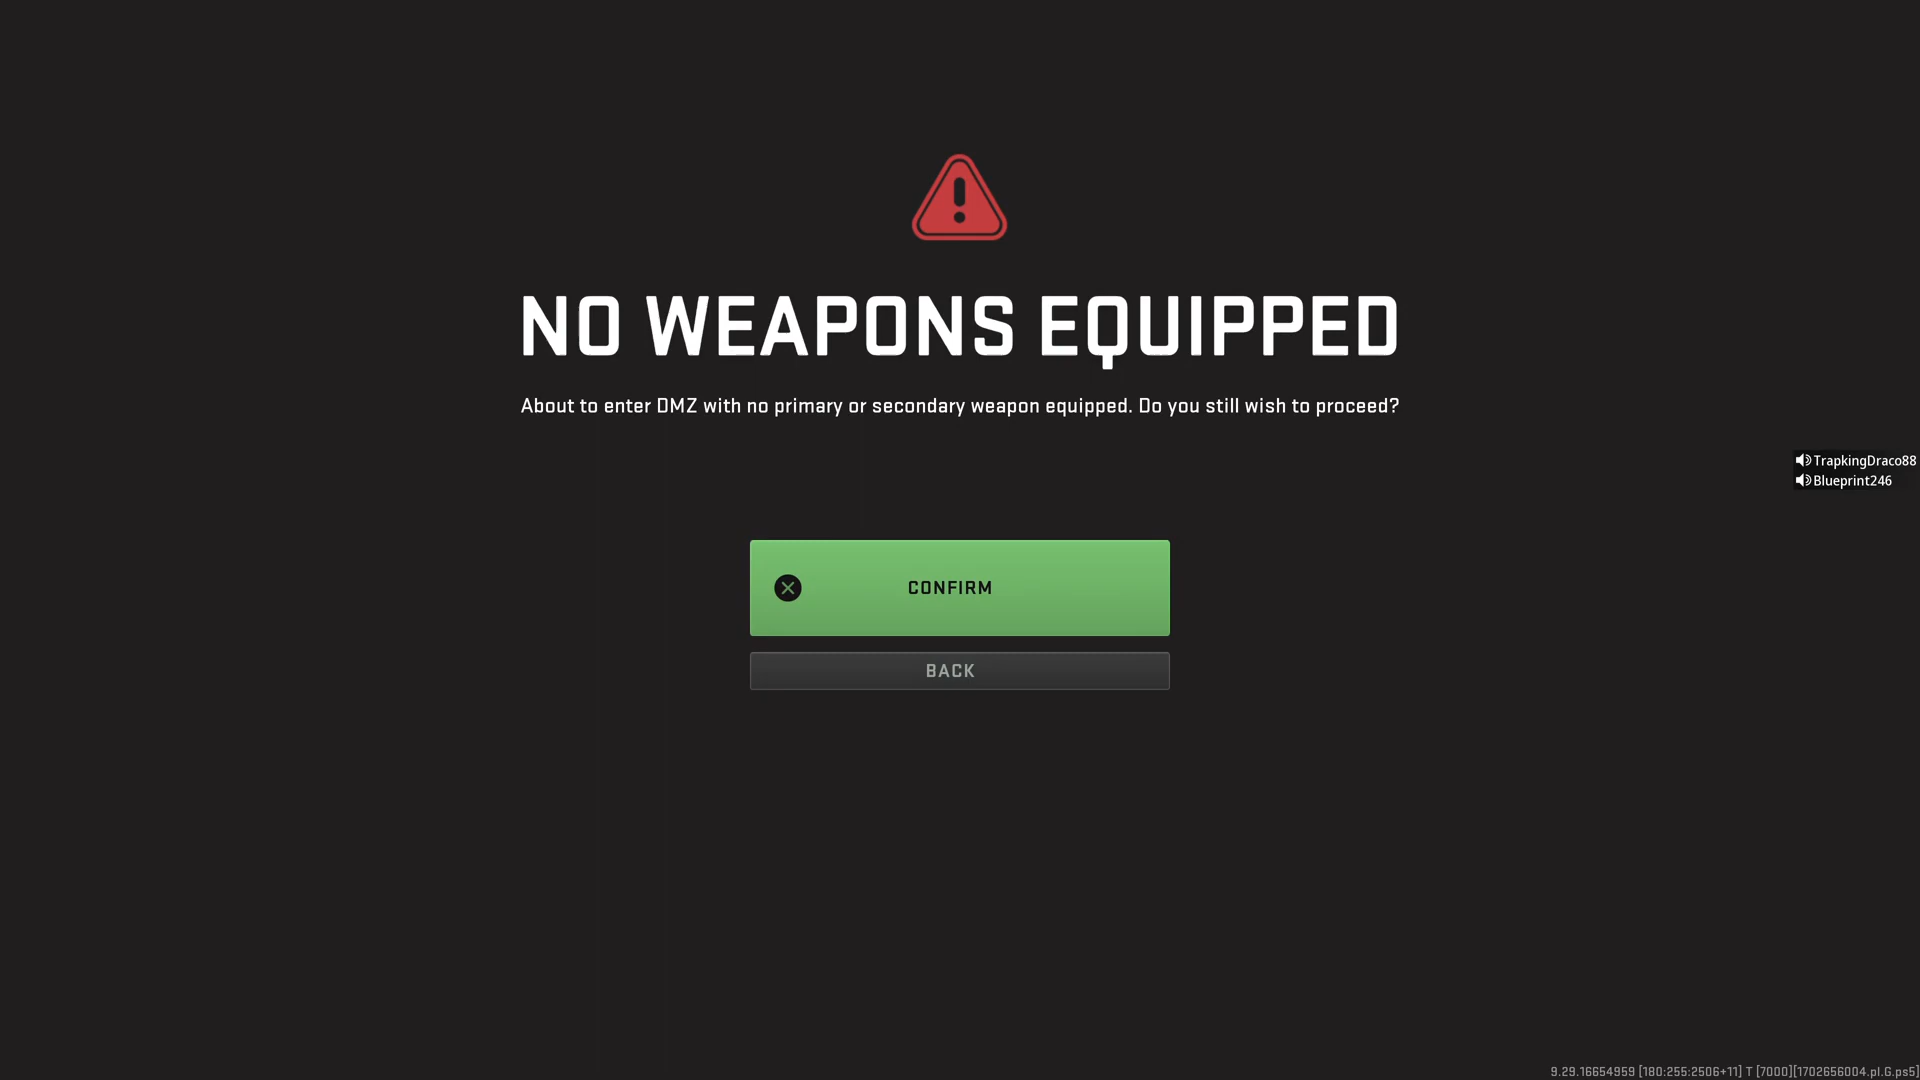 NO WEAPONS EQUIPPED
About to enter DMZ with no primary or secondary weapon equipped. Do you still wish to proceed?
TrapkingDraco88
Blueprint246
CONFIRM
BACK
9.29.16654959 [180:255:2506+11] T [7000][1702656004.pl.G.ps5]